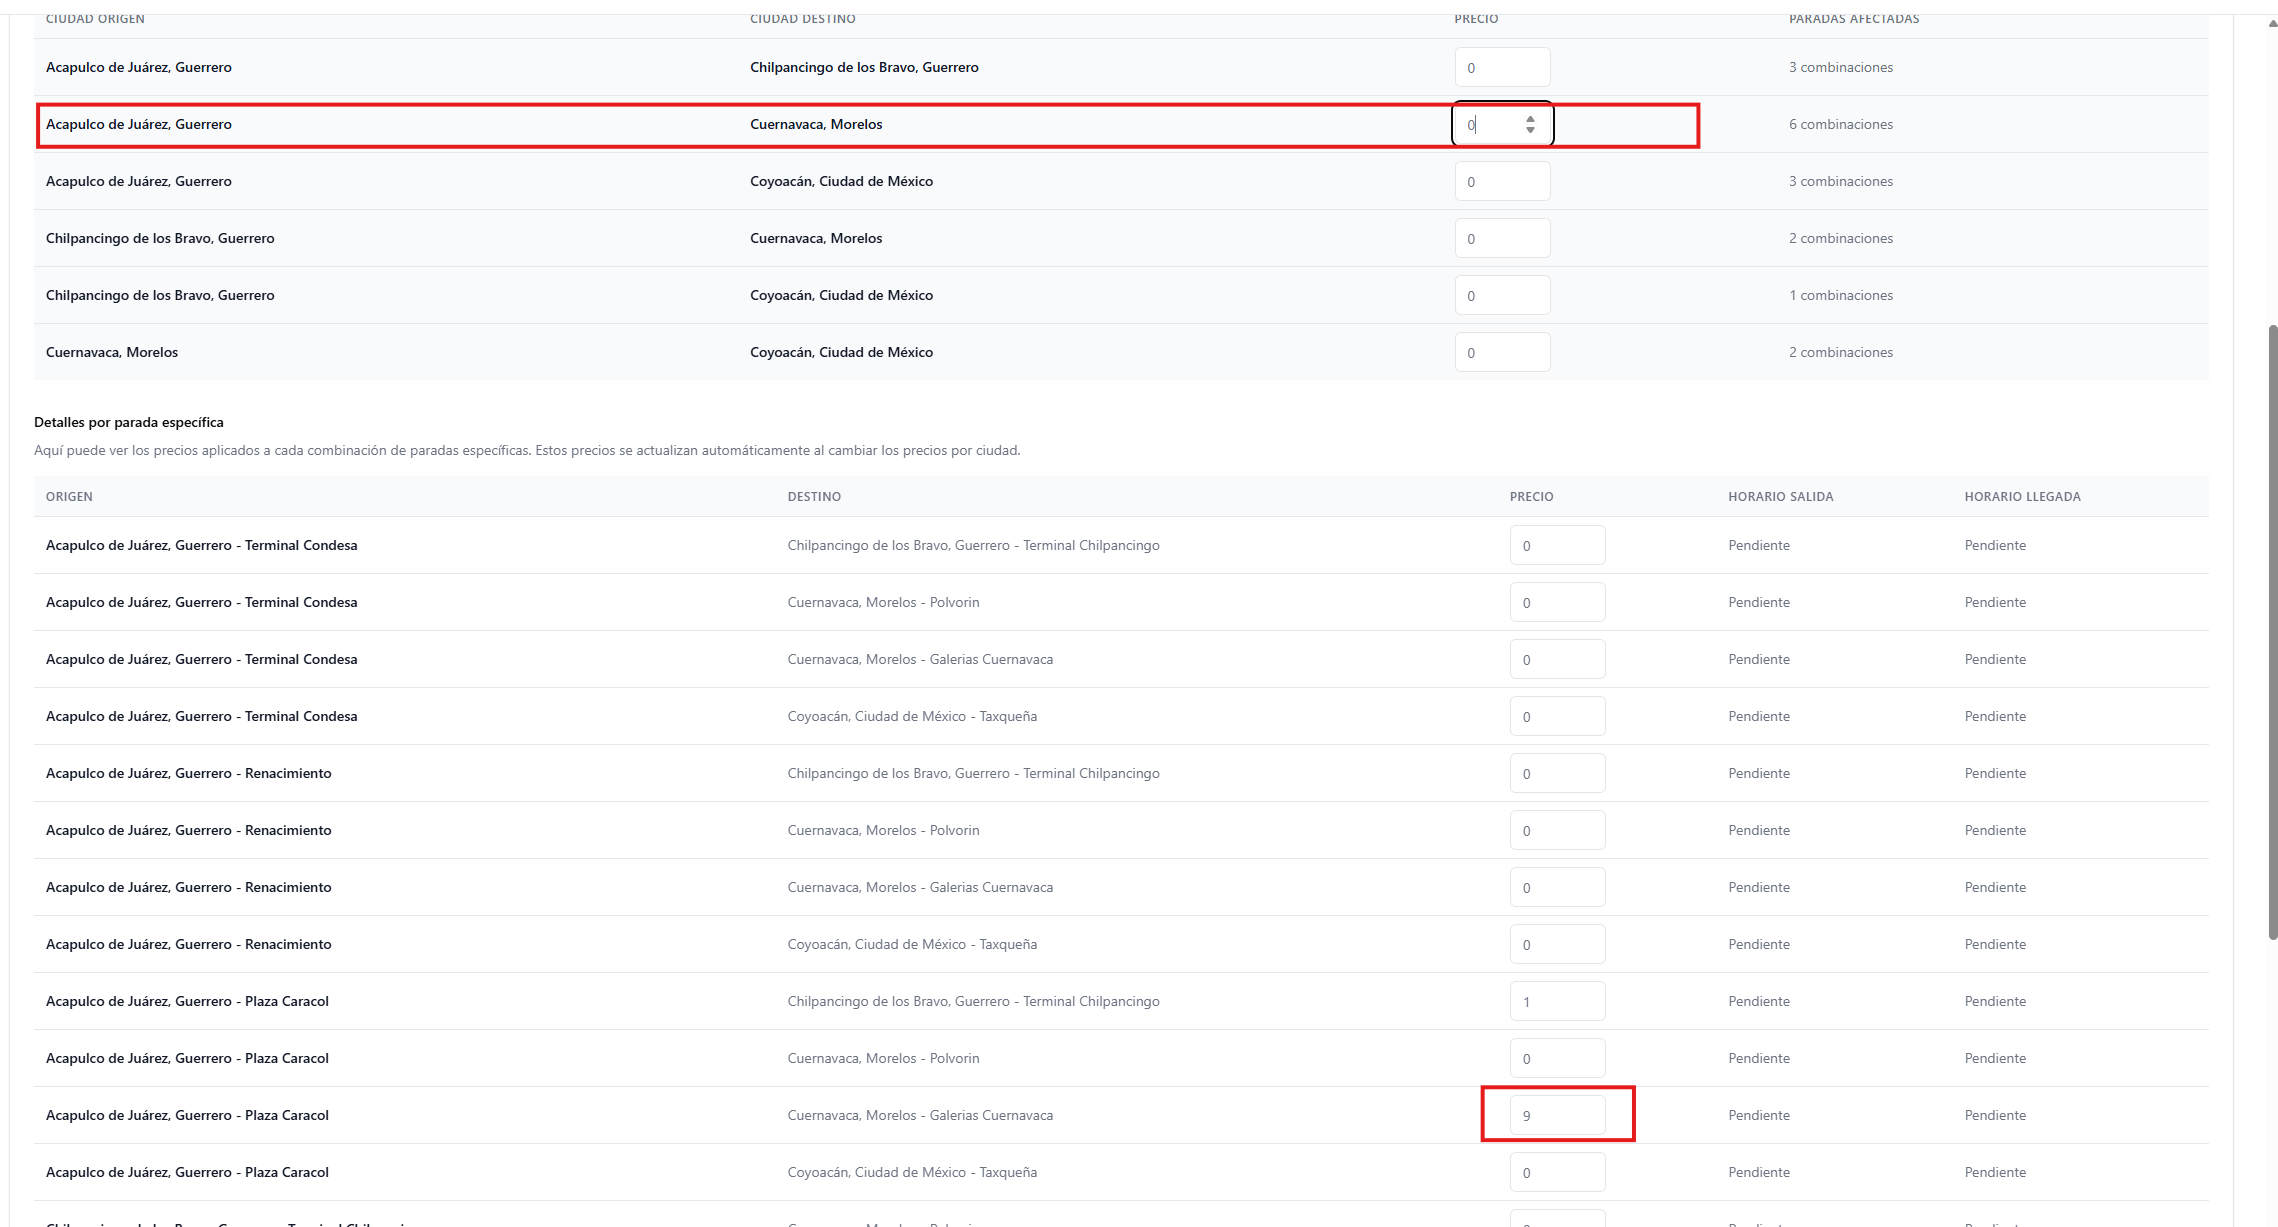 CIUDAD ORIGEN CIUDAD DESTINO PRECIO PARADAS AFECTADAS
Acapulco de Juárez, Guerrero Chilpancingo de los Bravo, Guerrero 0 3 combinaciones
Acapulco de Juárez, Guerrero Cuernavaca, Morelos 0 6 combinaciones
Acapulco de Juárez, Guerrero Coyoacán, Ciudad de México 0 3 combinaciones
Chilpancingo de los Bravo, Guerrero Cuernavaca, Morelos 0 2 combinaciones
Chilpancingo de los Bravo, Guerrero Coyoacán, Ciudad de México 0 1 combinaciones
Cuernavaca, Morelos Coyoacán, Ciudad de México 0 2 combinaciones
Detalles por parada específica
Aquí puede ver los precios aplicados a cada combinación de paradas específicas. Estos precios se actualizan automáticamente al cambiar los precios por ciudad.
ORIGEN DESTINO PRECIO HORARIO SALIDA HORARIO LLEGADA
Acapulco de Juárez, Guerrero - Terminal Condesa Chilpancingo de los Bravo, Guerrero - Terminal Chilpancingo 0 Pendiente Pendiente
Acapulco de Juárez, Guerrero - Terminal Condesa Cuernavaca, Morelos - Polvorin 0 Pendiente Pendiente
Acapulco de Juárez, Guerrero - Terminal Condesa Cuernavaca, Morelos - Galerias Cuernavaca 0 Pendiente Pendiente
Acapulco de Juárez, Guerrero - Terminal Condesa Coyoacán, Ciudad de México - Taxqueña 0 Pendiente Pendiente
Acapulco de Juárez, Guerrero - Renacimiento Chilpancingo de los Bravo, Guerrero - Terminal Chilpancingo 0 Pendiente Pendiente
Acapulco de Juárez, Guerrero - Renacimiento Cuernavaca, Morelos - Polvorin 0 Pendiente Pendiente
Acapulco de Juárez, Guerrero - Renacimiento Cuernavaca, Morelos - Galerias Cuernavaca 0 Pendiente Pendiente
Acapulco de Juárez, Guerrero - Renacimiento Coyoacán, Ciudad de México - Taxqueña 0 Pendiente Pendiente
Acapulco de Juárez, Guerrero - Plaza Caracol Chilpancingo de los Bravo, Guerrero - Terminal Chilpancingo 1 Pendiente Pendiente
Acapulco de Juárez, Guerrero - Plaza Caracol Cuernavaca, Morelos - Polvorin 0 Pendiente Pendiente
Acapulco de Juárez, Guerrero - Plaza Caracol Cuernavaca, Morelos - Galerias Cuernavaca 9 Pendiente Pendiente
Acapulco de Juárez, Guerrero - Plaza Caracol Coyoacán, Ciudad de México - Taxqueña 0 Pendiente Pendiente